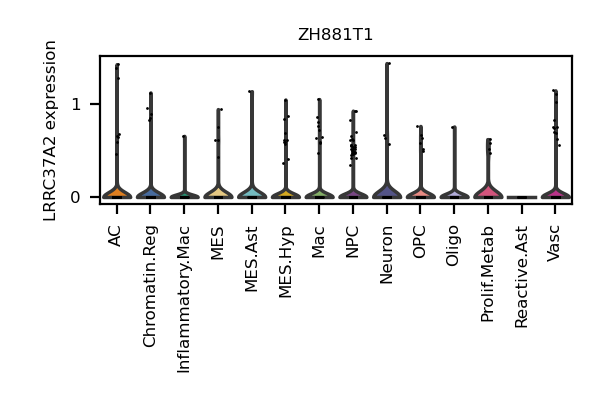 ZH881T1
LRRC37A2 expression
1
0
AC
Chromatin.Reg
Inflammatory.Mac
MES
MES.Ast
MES.Hyp
Mac
NPC
Neuron
OPC
Oligo
Prolif.Metab
Reactive.Ast
Vasc